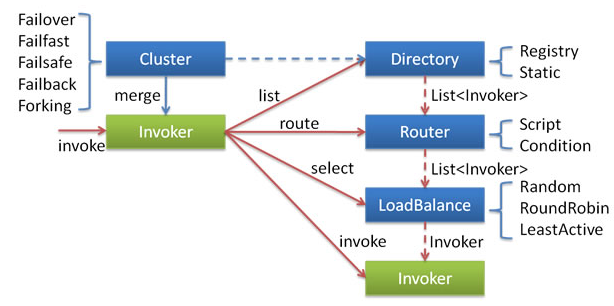 Failover
Failfast
Failsafe
Failback
Forking
Cluster
Directory
Registry
Static
merge
list
List<Invoker>
invoke
Invoker
route
Router
Script
Condition
select
List<Invoker>
LoadBalance
Random
RoundRobin
LeastActive
invoke
Invoker
Invoker